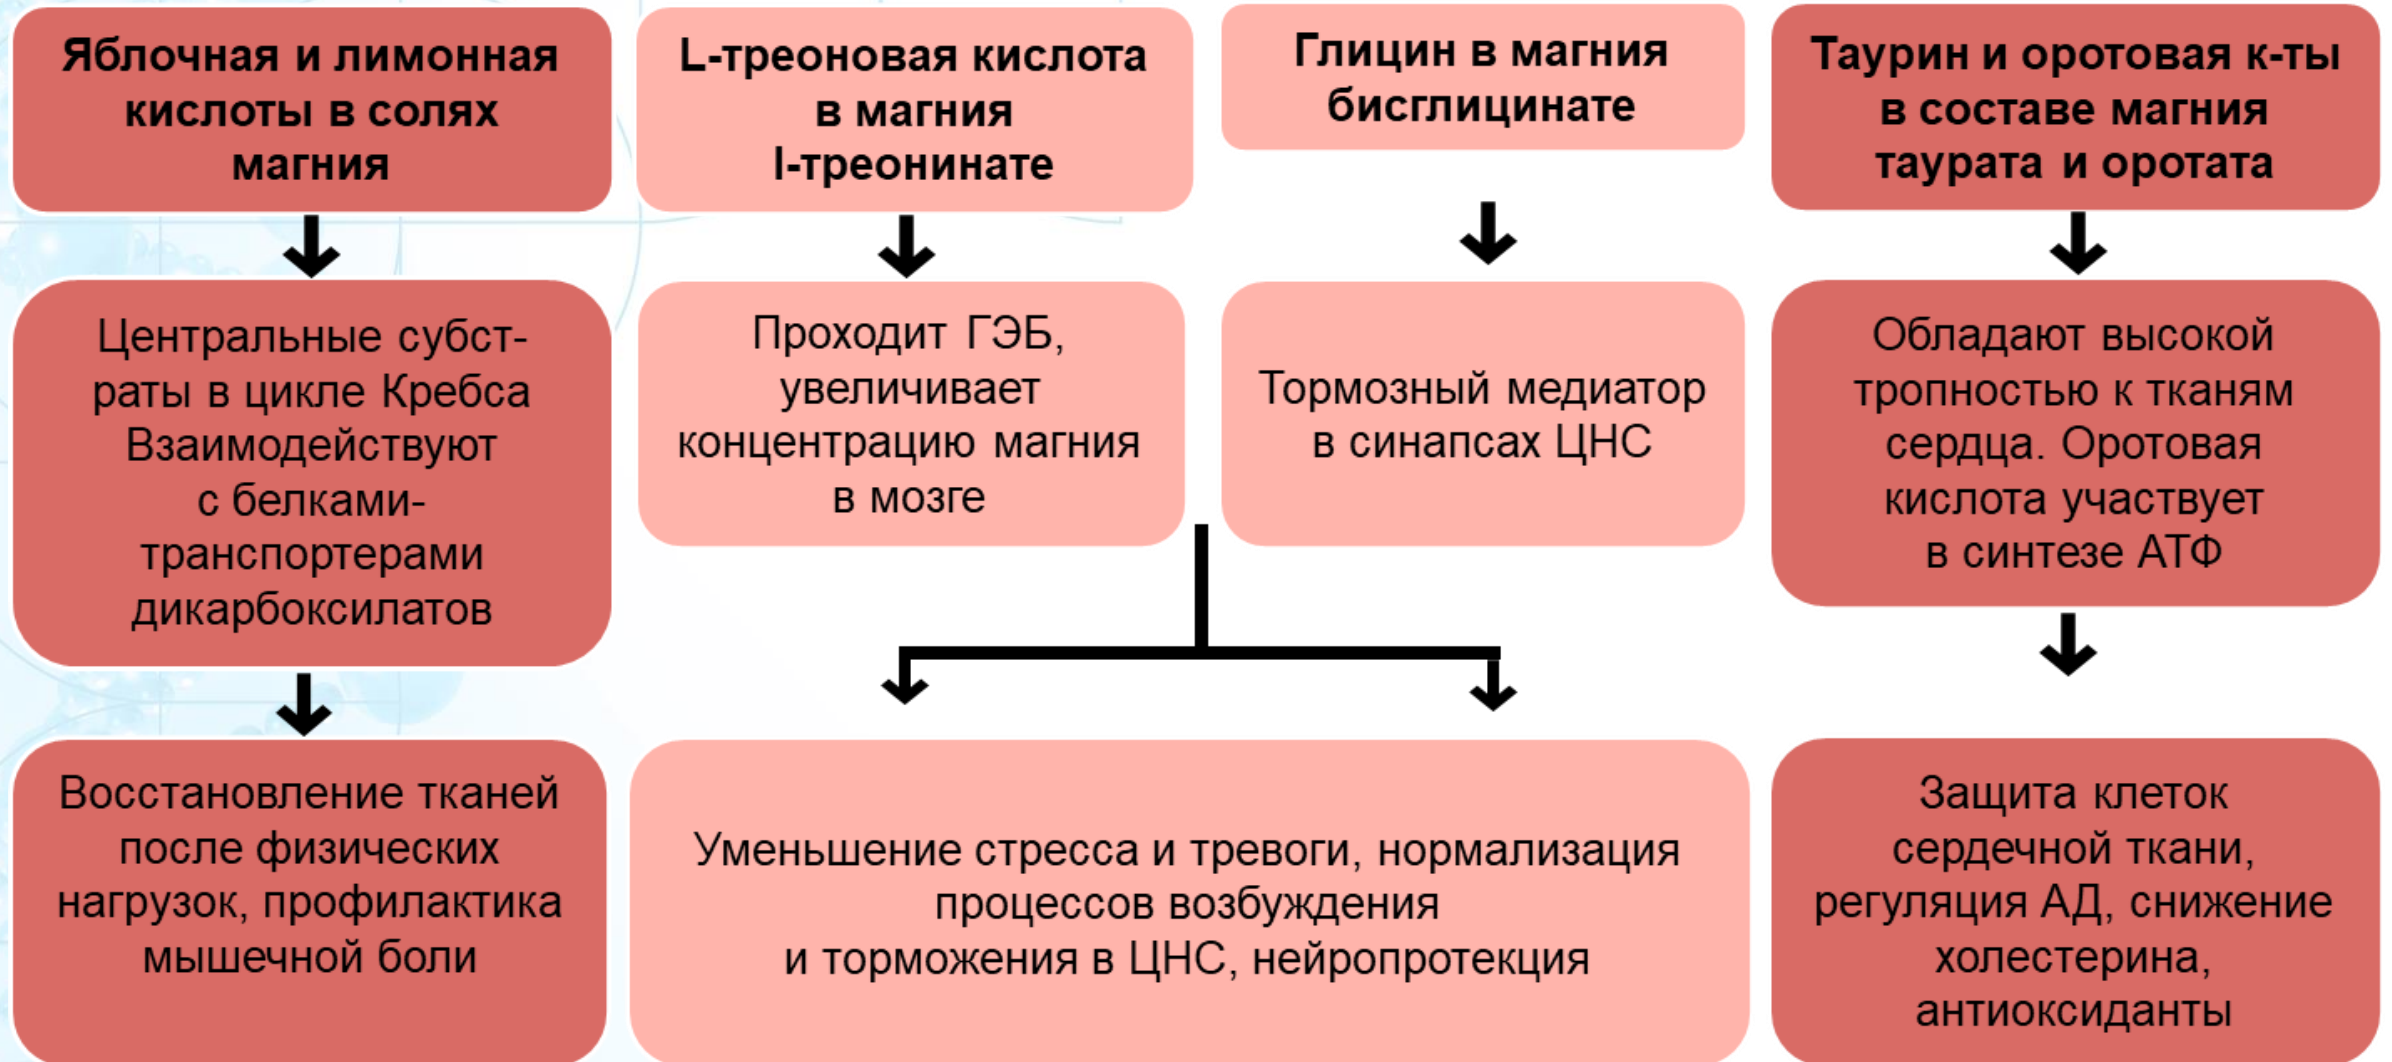 Яблочная и лимонная
кислоты в солях
магния
L-треоновая кислота
в магния
l-треонинате
Глицин в магния
бисглицинате
Таурин и оротовая к-ты
в составе магния
таурата и оротата
Центральные субст-
раты в цикле Кребса
Взаимодействуют
с белками-
транспортерами
дикарбоксилатов
Проходит ГЭБ,
увеличивает
концентрацию магния
в мозге
Тормозный медиатор
в синапсах ЦНС
Обладают высокой
тропностью к тканям
сердца. Оротовая
кислота участвует
в синтезе АТФ
Восстановление тканей
после физических
нагрузок, профилактика
мышечной боли
Уменьшение стресса и тревоги, нормализация
процессов возбуждения
и торможения в ЦНС, нейропротекция
Защита клеток
сердечной ткани,
регуляция АД, снижение
холестерина,
антиоксиданты